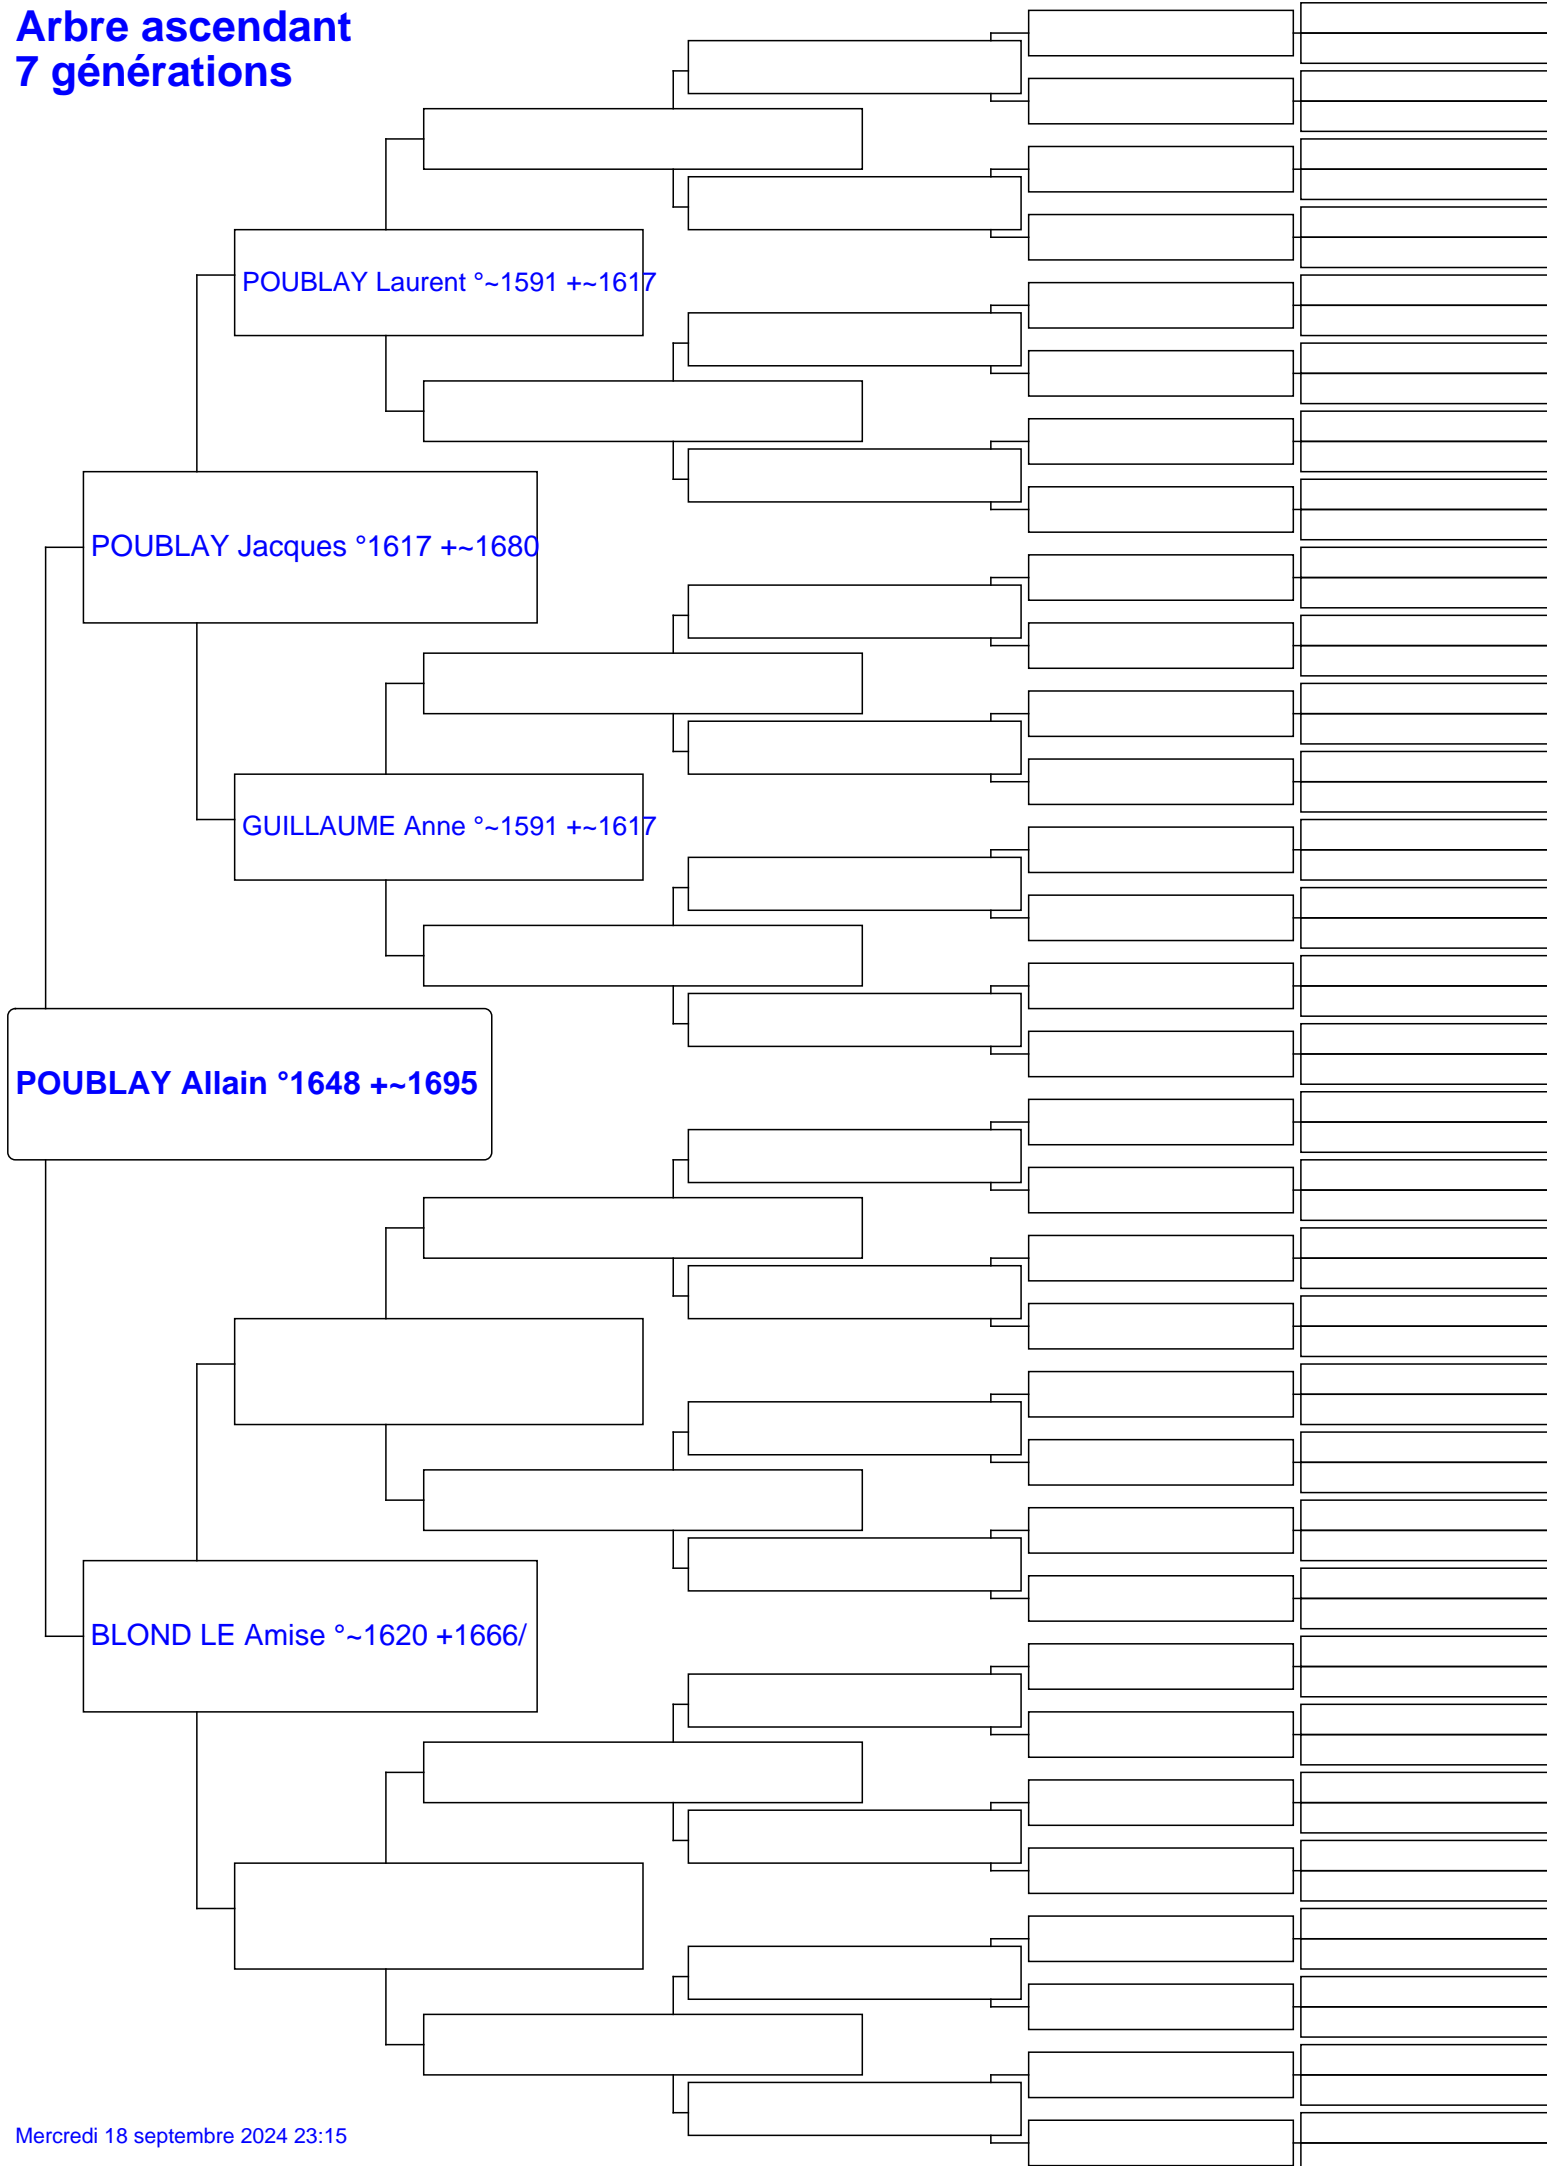 Arbre ascendant
7 générations
POUBLAY Laurent °~1591 +~1617
POUBLAY Jacques °1617 +~1680
GUILLAUME Anne °~1591 +~1617
POUBLAY Allain °1648 +~1695
BLOND LE Amise °~1620 +1666/
Mercredi 18 septembre 2024 23:15